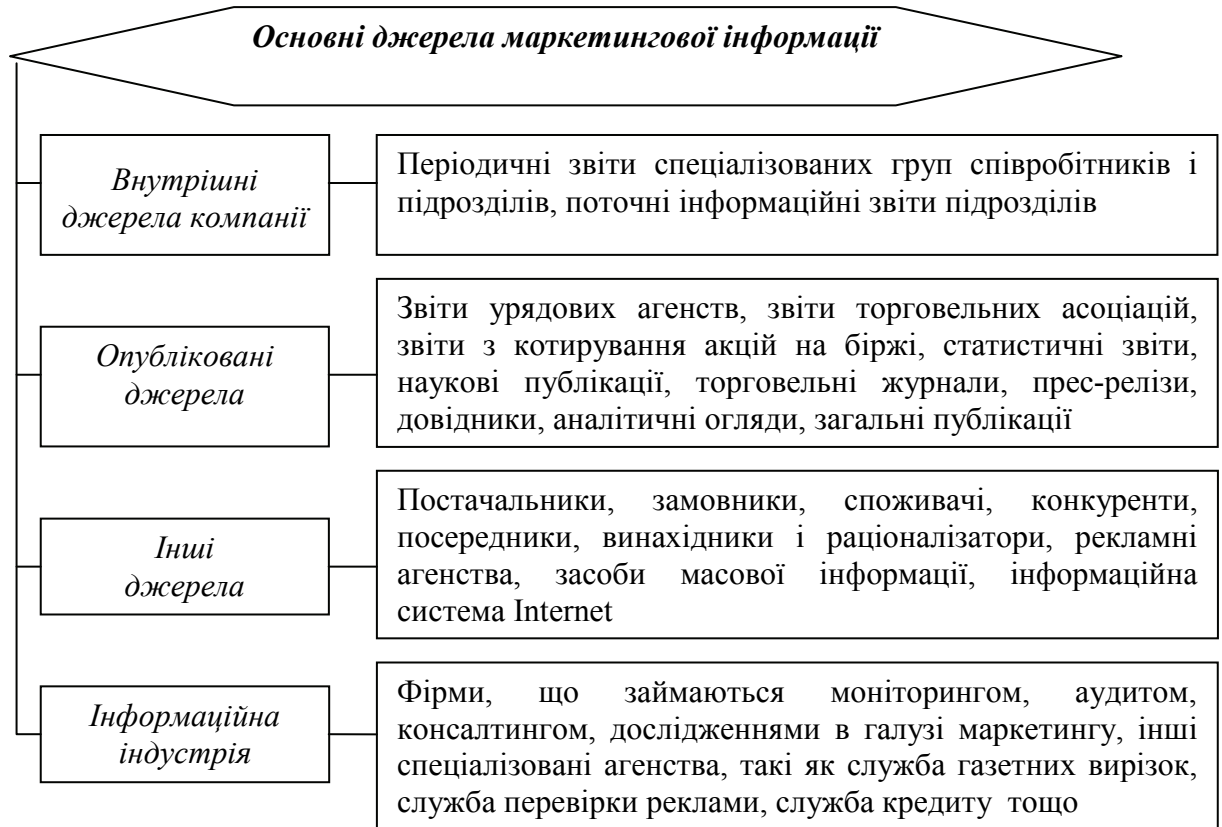 Основні джерела маркетингової інформації
Внутрішні
джерела компанії
Періодичні звіти спеціалізованих груп співробітників і
підрозділів, поточні інформаційні звіти підрозділів
Опубліковані
джерела
Звіти урядових агенств, звіти торговельних асоціацій,
звіти з котирування акцій на біржі, статистичні звіти,
наукові публікації, торговельні журнали, прес-релізи,
довідники, аналітичні огляди, загальні публікації
Інші
джерела
Постачальники, замовники, споживачі, конкуренти,
посередники, винахідники і раціоналізатори, рекламні
агенства, засоби масової інформації, інформаційна
система Internet
Інформаційна
індустрія
Фірми, що займаються моніторингом, аудитом,
консалтингом, дослідженнями в галузі маркетингу, інші
спеціалізовані агенства, такі як служба газетних вирізок,
служба перевірки реклами, служба кредиту тощо